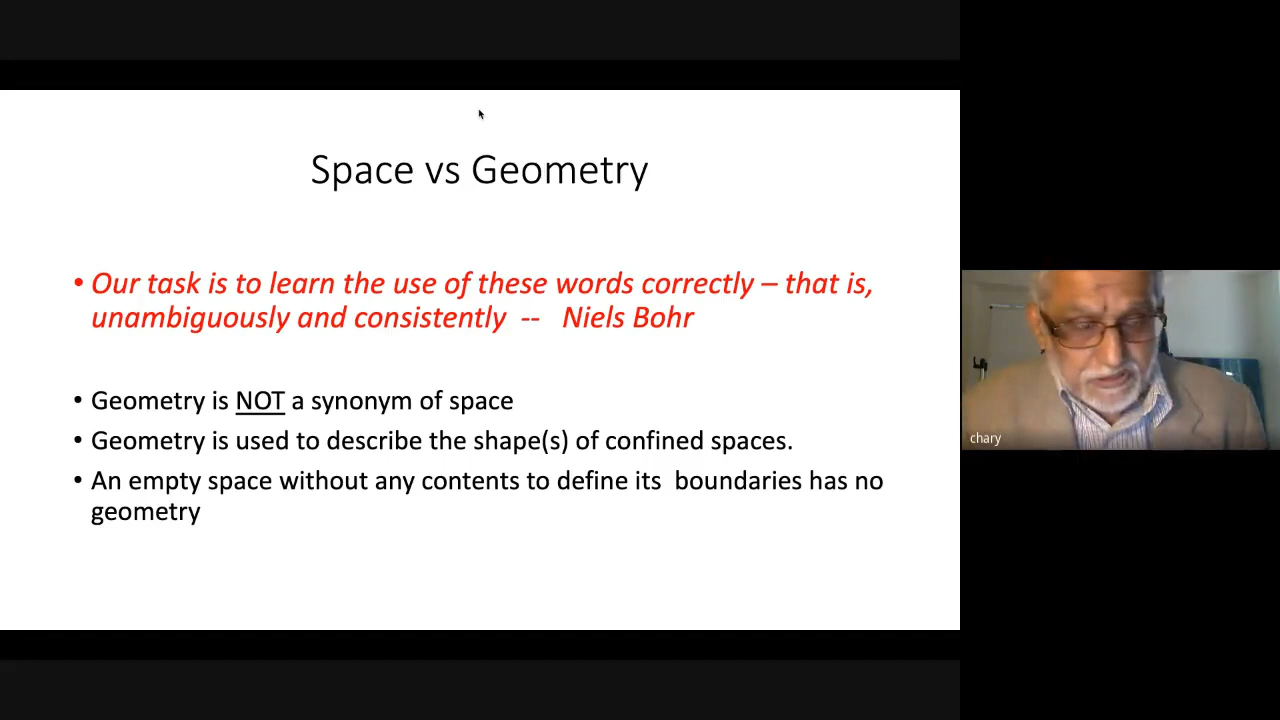 Space vs Geometry
• Our task is to learn the use of these words correctly – that is,
unambiguously and consistently -- Niels Bohr
• Geometry is NOT a synonym of space
• Geometry is used to describe the shape(s) of confined spaces.
• An empty space without any contents to define its boundaries has no
geometry
chary